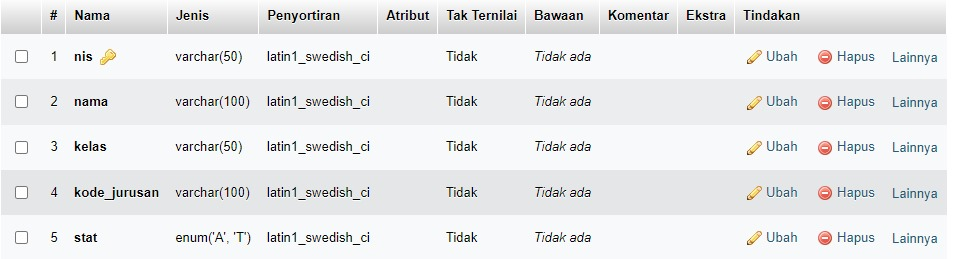 # Nama Jenis Penyortiran Atribut Tak Ternilai Bawaan Komentar Ekstra Tindakan
1 nis varchar(50) latin1_swedish_ci Tidak Tidak ada Ubah Hapus Lainnya
2 nama varchar(100) latin1_swedish_ci Tidak Tidak ada Ubah Hapus Lainnya
3 kelas varchar(50) latin1_swedish_ci Tidak Tidak ada Ubah Hapus Lainnya
4 kode_jurusan varchar(100) latin1_swedish_ci Tidak Tidak ada Ubah Hapus Lainnya
5 stat enum('A', 'T') latin1_swedish_ci Tidak Tidak ada Ubah Hapus Lainnya